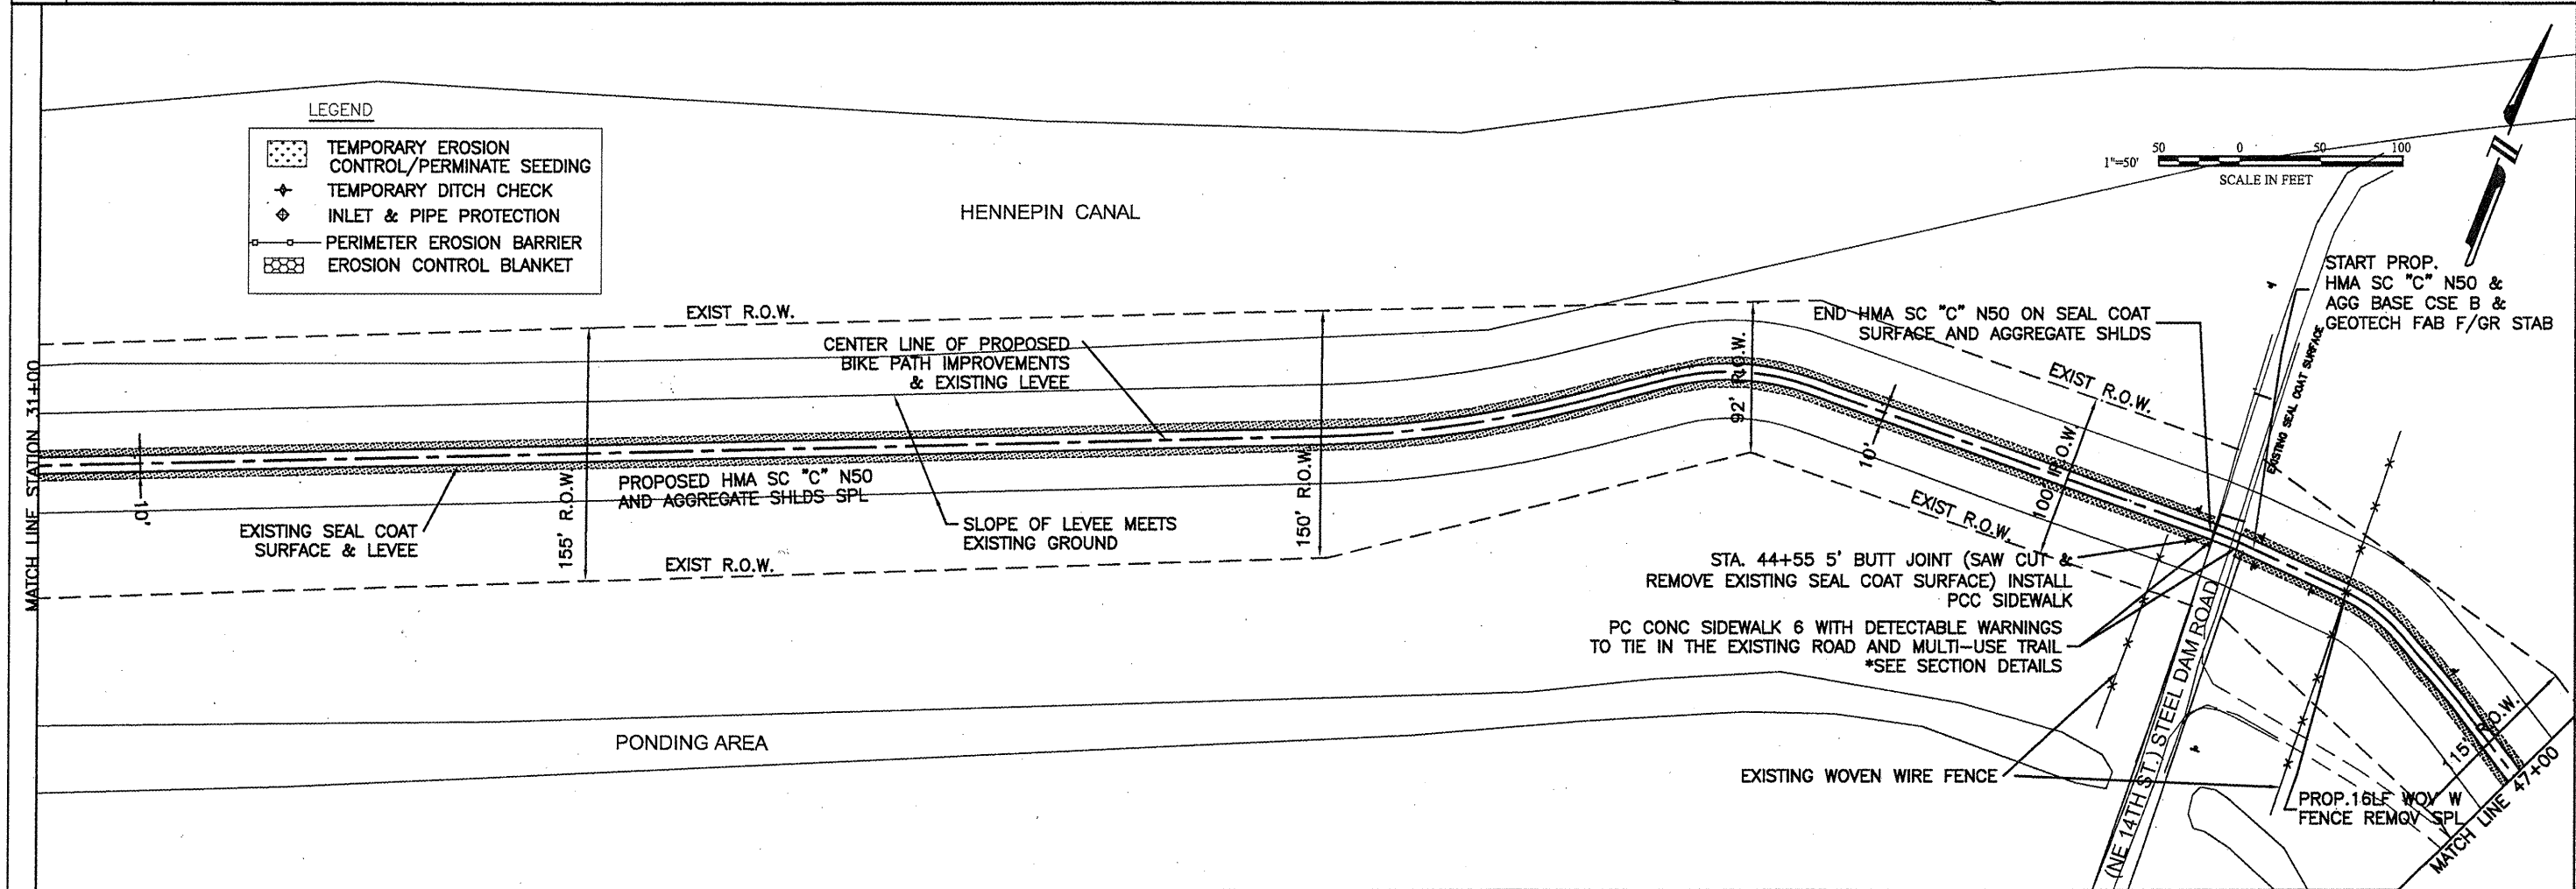 LEGEND
TEMPORARY EROSION
CONTROL/PERMINATE SEEDING
TEMPORARY DITCH CHECK
INLET & PIPE PROTECTION
PERIMETER EROSION BARRIER
EROSION CONTROL BLANKET
HENNEPIN CANAL
50 0 50 100
1"=50'
SCALE IN FEET
START PROP.
HMA SC "C" N50 &
AGG BASE CSE B &
GEOTECH FAB F/GR STAB
EXIST R.O.W.
CENTER LINE OF PROPOSED
BIKE PATH IMPROVEMENTS
& EXISTING LEVEE
END HMA SC "C" N50 ON SEAL COAT
SURFACE AND AGGREGATE SHLDS
EXISTING SEAL COAT SURFACE
EXIST R.O.W.
MATCH LINE STATION 31+00
10'
EXISTING SEAL COAT
SURFACE & LEVEE
155' R.O.W.
PROPOSED HMA SC "C" N50
AND AGGREGATE SHLDS SPL
SLOPE OF LEVEE MEETS
EXISTING GROUND
150' R.O.W.
92' R.O.W.
10'
100' R.O.W.
EXIST R.O.W.
EXIST R.O.W.
STA. 44+55 5' BUTT JOINT (SAW CUT &
REMOVE EXISTING SEAL COAT SURFACE) INSTALL
PCC SIDEWALK
PC CONC SIDEWALK 6 WITH DETECTABLE WARNINGS
TO TIE IN THE EXISTING ROAD AND MULTI-USE TRAIL
*SEE SECTION DETAILS
PONDING AREA
EXISTING WOVEN WIRE FENCE
(NE 14TH ST.) STEEL DAM ROAD
PROP.16LF WOV W
FENCE REMOV SPL
115' R.O.W.
MATCH LINE 47+00